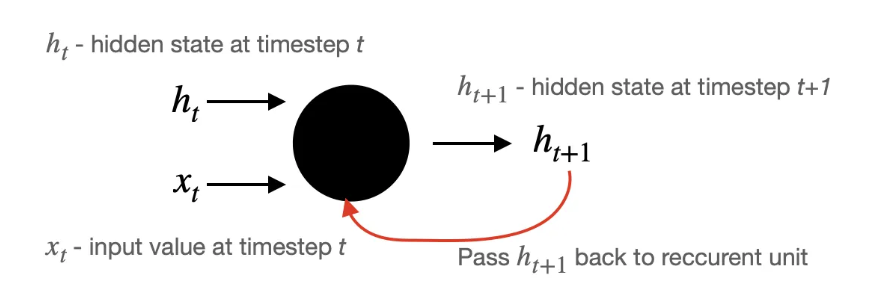 h_t - hidden state at timestep t
h_{t+1} - hidden state at timestep t+1
h_t
h_{t+1}
x_t
x_t - input value at timestep t
Pass h_{t+1} back to reccurent unit